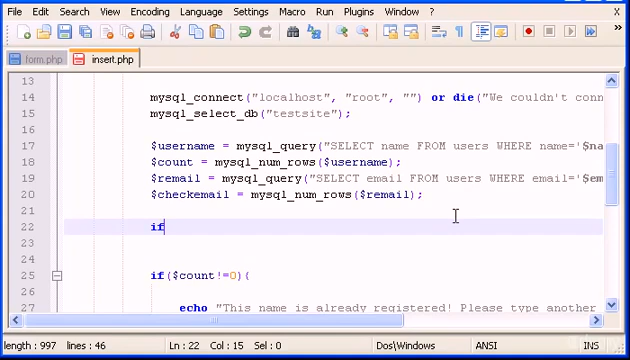 File Edit Search View Encoding Language Settings Macro Run Plugins Window ?
form.php insert.php
13
14 mysql_connect("localhost", "root", "") or die("We couldn't conn
15 mysql_select_db("testsite");
16
17 $username = mysql_query("SELECT name FROM users WHERE name='$na
18 $count = mysql_num_rows($username);
19 $remail = mysql_query("SELECT email FROM users WHERE email='$em
20 $checkemail = mysql_num_rows($remail);
21
22 if
23
24
25 if($count!=0){
26
27 echo "This name is already registered! Please type another
length : 997 lines : 46 Ln : 22 Col : 15 Sel : 0 Dos\Windows ANSI INS